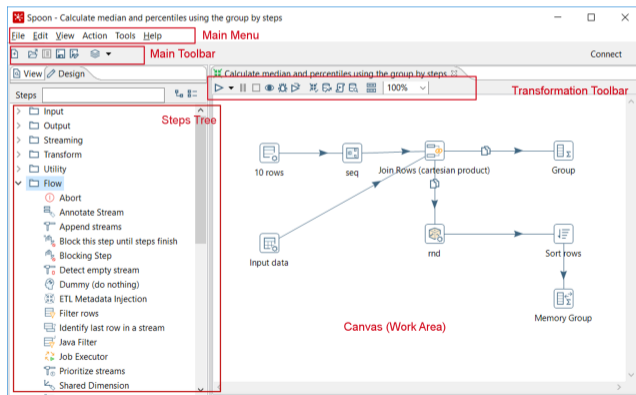 Spoon - Calculate median and percentiles using the group by steps
File Edit View Action Tools Help
Main Menu
Main Toolbar
Connect
View Design
Calculate median and percentiles using the group by steps
Steps
100%
Transformation Toolbar
Steps Tree
Input
Output
Streaming
Transform
Utility
Flow
Abort
Annotate Stream
Append streams
Block this step until steps finish
Blocking Step
Detect empty stream
Dummy (do nothing)
ETL Metadata Injection
Filter rows
Identify last row in a stream
Java Filter
Job Executor
Prioritize streams
Shared Dimension
10 rows
seq
Join Rows (cartesian product)
Group
Input data
rnd
Sort rows
Memory Group
Canvas (Work Area)